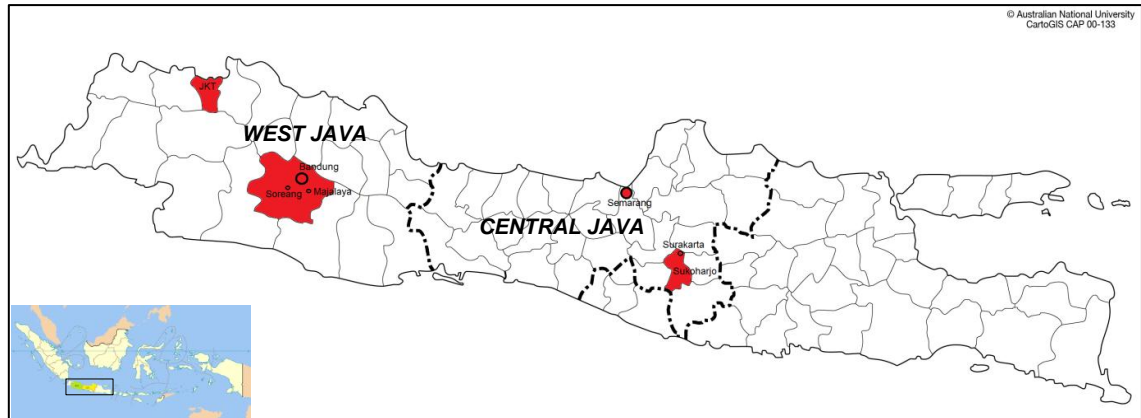 © Australian National University
CartoGIS CAP 00-133
JKT
WEST JAVA
Bandung
Soreang
Majalaya
Semarang
CENTRAL JAVA
Surakarta
Sukoharjo